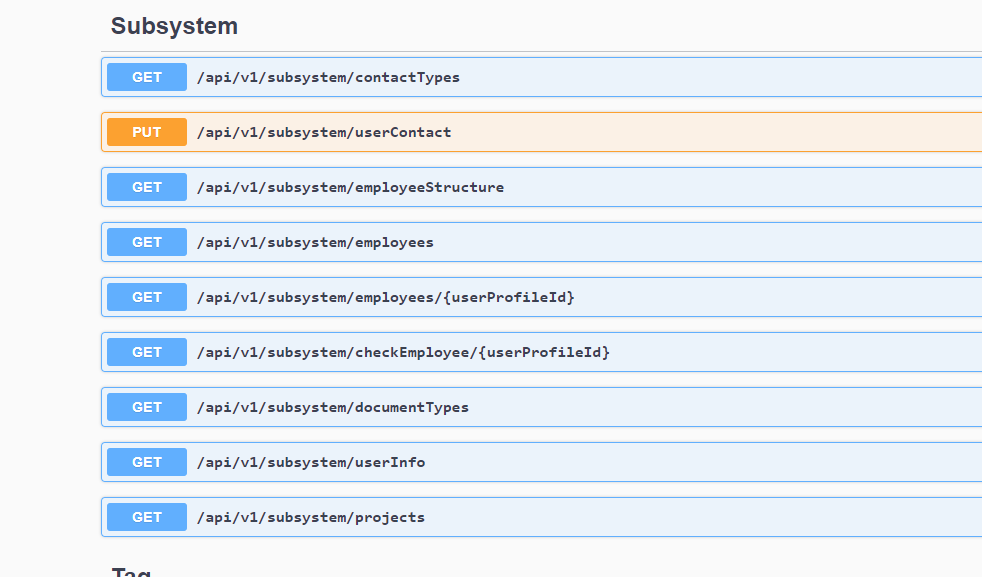 Subsystem
GET /api/v1/subsystem/contactTypes
PUT /api/v1/subsystem/userContact
GET /api/v1/subsystem/employeeStructure
GET /api/v1/subsystem/employees
GET /api/v1/subsystem/employees/{userProfileId}
GET /api/v1/subsystem/checkEmployee/{userProfileId}
GET /api/v1/subsystem/documentTypes
GET /api/v1/subsystem/userInfo
GET /api/v1/subsystem/projects
Tag